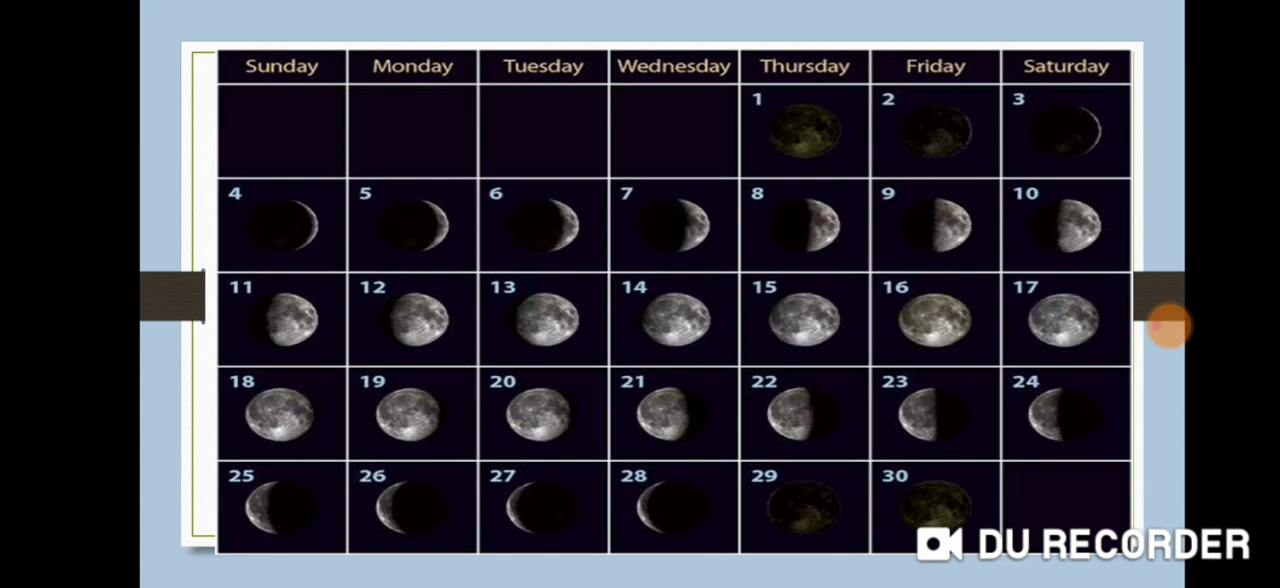 Sunday Monday Tuesday Wednesday Thursday Friday Saturday
1 2 3
4 5 6 7 8 9 10
11 12 13 14 15 16 17
18 19 20 21 22 23 24
25 26 27 28 29 30
DU RECORDER